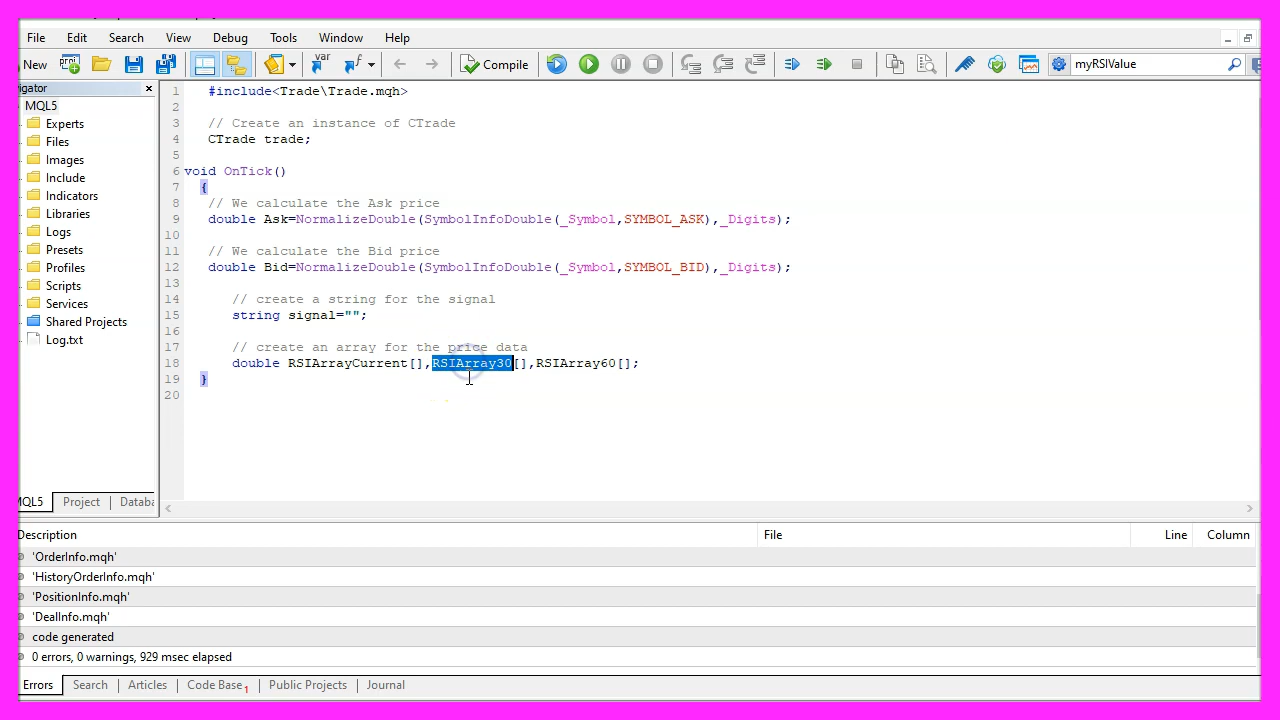 File Edit Search View Debug Tools Window Help
New Compile myRSIValue
vigator
MQL5
Experts
Files
Images
Include
Indicators
Libraries
Logs
Presets
Profiles
Scripts
Services
Shared Projects
Log.txt
MQL5 Project Databa
1 #include<Trade\Trade.mqh>
2
3 // Create an instance of CTrade
4 CTrade trade;
5
6 void OnTick()
7 {
8 // We calculate the Ask price
9 double Ask=NormalizeDouble(SymbolInfoDouble(_Symbol,SYMBOL_ASK),_Digits);
10
11 // We calculate the Bid price
12 double Bid=NormalizeDouble(SymbolInfoDouble(_Symbol,SYMBOL_BID),_Digits);
13
14 // create a string for the signal
15 string signal="";
16
17 // create an array for the price data
18 double RSIArrayCurrent[],RSIArray30[],RSIArray60[];
19 }
20
Description File Line Column
'OrderInfo.mqh'
'HistoryOrderInfo.mqh'
'PositionInfo.mqh'
'DealInfo.mqh'
code generated
0 errors, 0 warnings, 929 msec elapsed
Errors Search Articles Code Base 1 Public Projects Journal